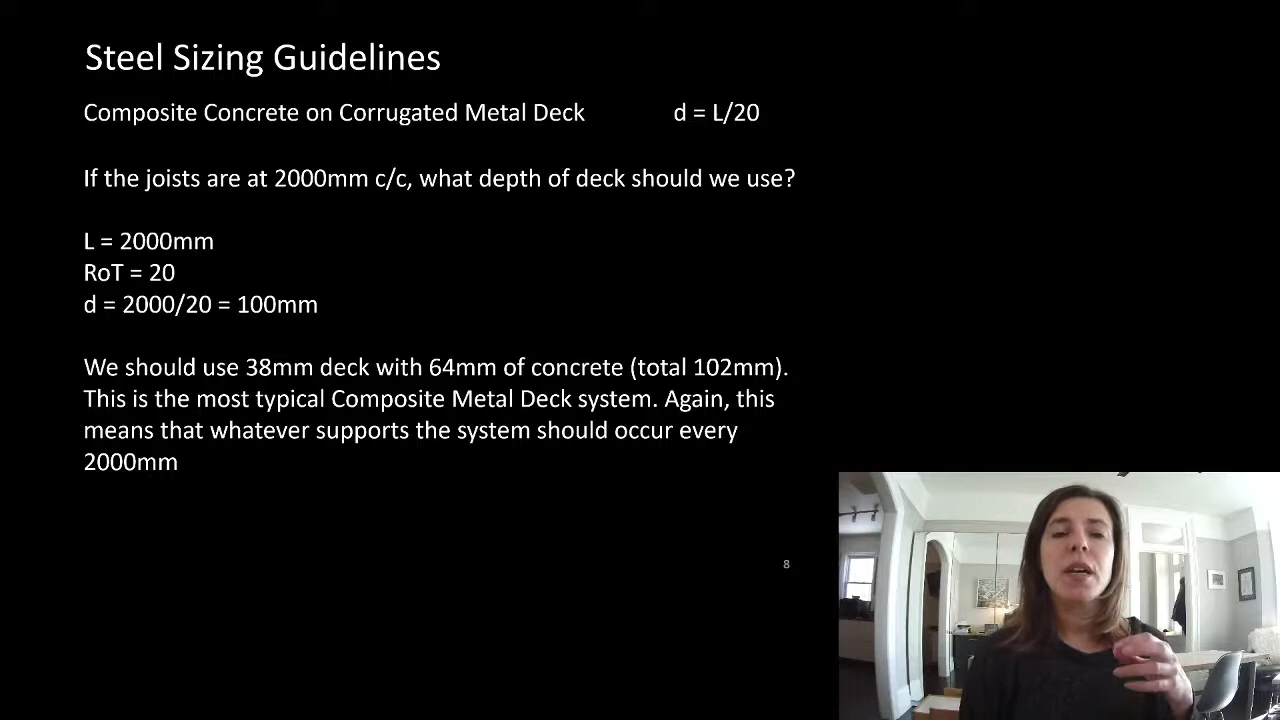 Steel Sizing Guidelines
Composite Concrete on Corrugated Metal Deck d = L/20
If the joists are at 2000mm c/c, what depth of deck should we use?
L = 2000mm
RoT = 20
d = 2000/20 = 100mm
We should use 38mm deck with 64mm of concrete (total 102mm).
This is the most typical Composite Metal Deck system. Again, this
means that whatever supports the system should occur every
2000mm
8